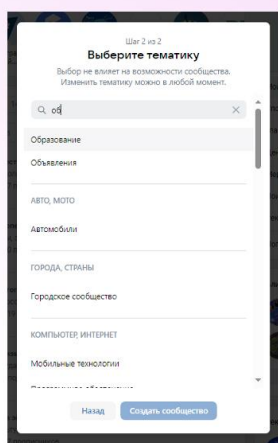 Шаг 2 из 2
Выберите тематику
Выбор не влияет на возможности сообщества.
Изменить тематику можно в любой момент.
об
Образование
Объявления
АВТО, МОТО
Автомобили
ГОРОДА, СТРАНЫ
Городское сообщество
КОМПЬЮТЕР, ИНТЕРНЕТ
Мобильные технологии
Назад
Создать сообщество